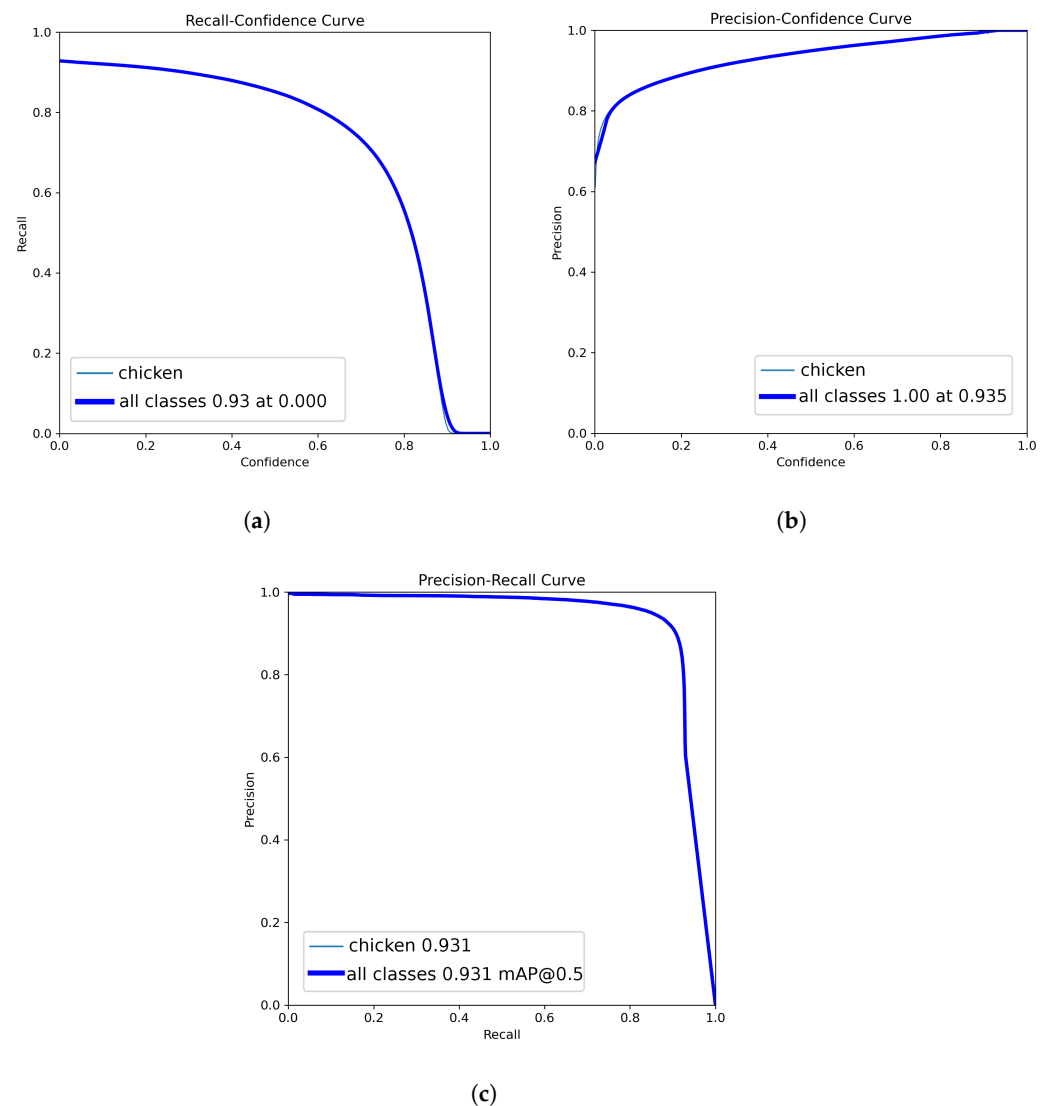 Recall-Confidence Curve
1.0
0.8
0.6
0.4
0.2
0.0
Recall
chicken
all classes 0.93 at 0.000
0.0 0.2 0.4 0.6 0.8 1.0
Confidence
(a)
Precision-Confidence Curve
1.0
0.8
0.6
0.4
0.2
0.0
Precision
chicken
all classes 1.00 at 0.935
0.0 0.2 0.4 0.6 0.8 1.0
Confidence
(b)
Precision-Recall Curve
1.0
0.8
0.6
0.4
0.2
0.0
Precision
chicken 0.931
all classes 0.931 mAP@0.5
0.0 0.2 0.4 0.6 0.8 1.0
Recall
(c)